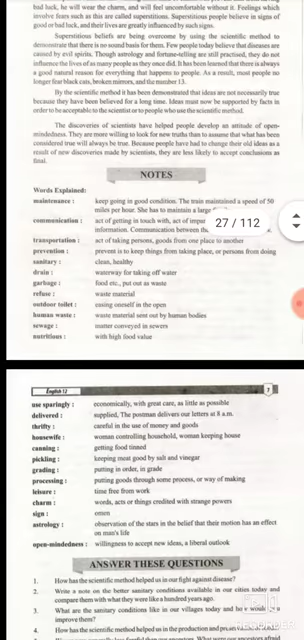 bad luck, he will wear the charm, and will feel uncomfortable without it. Feelings which
involve fears such as this are called superstitions. Superstitious people believe in signs of
good or bad luck, and their lives are greatly influenced by such signs.
Superstitious beliefs are being overcome by using the scientific method to
demonstrate that there is no sound basis for them. Few people today believe that diseases are
caused by evil spirits. Though astrology and fortune-telling are still practised, they do not
influence the lives of as many people as they once did. It has been learned that there is always
a good natural reason for everything that happens to people. As a result, most people no
longer fear black cats, broken mirrors, and the number 13.
By the scientific method it has been demonstrated that ideas are not necessarily true
because they have been believed for a long time. Ideas must now be supported by facts in
order to be acceptable to the scientist or to people who use the scientific method.
The discoveries of scientists have helped people develop an attitude of open-
mindedness. They are more willing to look for new truths than to assume that what has been
considered true will always be true. Because people have had to change their old ideas as a
result of new discoveries made by scientists, they are less likely to accept conclusions as
final.
NOTES
Words Explained:
maintenance : keep going in good condition. The train maintained a speed of 50
miles per hour. She has to maintain a large
communication : act of getting in touch with, act of
information. Communication between
27 / 112
transportation : act of taking persons, goods from one place to another
prevention : prevent is to keep things from taking place, or persons from doing
sanitary : clean, healthy
drain : waterway for taking off water
garbage : food etc., put out as waste
refuse : waste material
outdoor toilet : easing oneself in the open
human waste : waste material sent out by human bodies
sewage : matter conveyed in sewers
nutritious : with high food value
English 12
7
use sparingly : economically, with great care, as little as possible
delivered : supplied, The postman delivers our letters at 8 a.m.
thrifty : careful in the use of money and goods
housewife : woman controlling household, woman keeping house
canning : getting food tinned
pickling : keeping meat good by salt and vinegar
grading : putting in order, in grade
processing : putting goods through some process, or way of making
leisure : time free from work
charm : words, acts or things credited with strange powers
sign : omen
astrology : observation of the stars in the belief that their motion has an effect
on man's life
open-mindedness : willingness to accept new ideas, a liberal outlook
ANSWER THESE QUESTIONS
1. How has the scientific method helped us in our fight against disease?
2. Write a note on the better sanitary conditions available in our cities today and
compare them with what they were like a hundred years ago.
3. What are the sanitary conditions like in our villages today and how would you
improve them?
4. How has the scientific method helped us in the production and
RECORDER